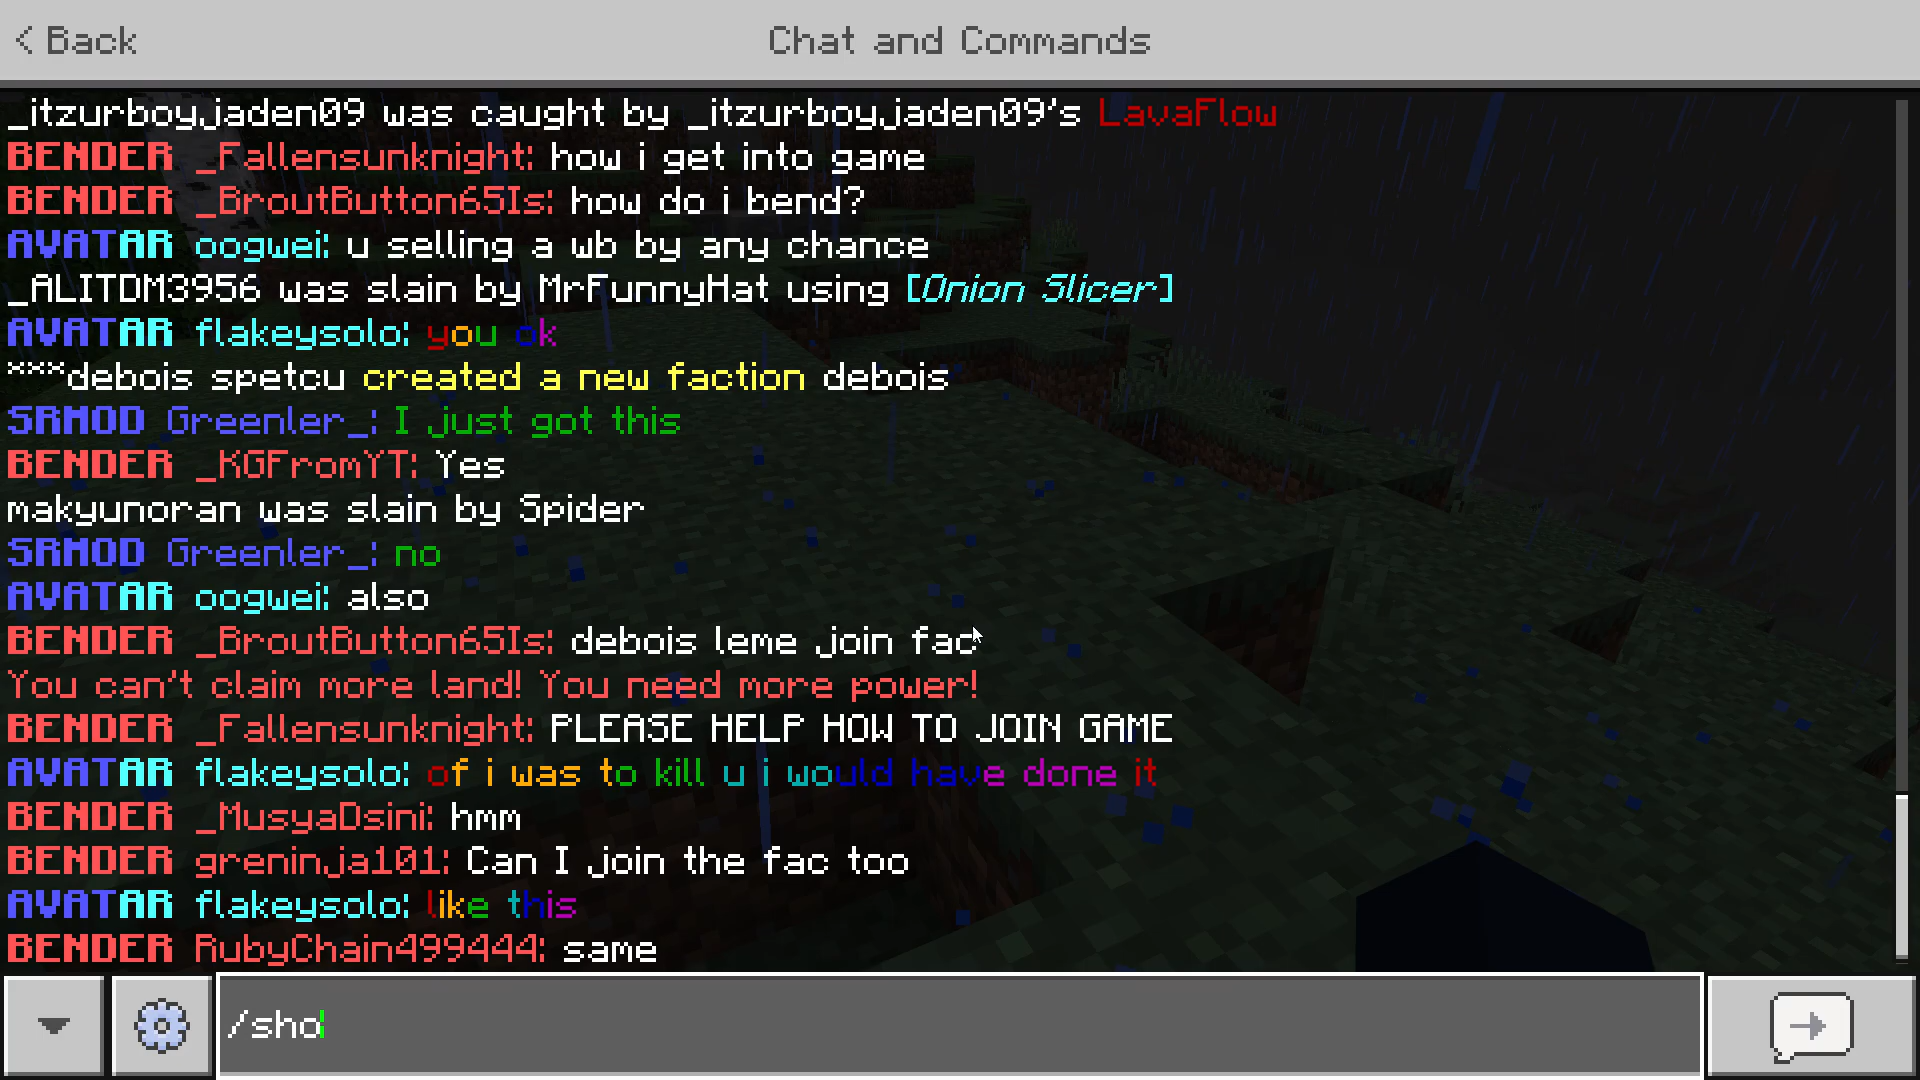 < Back
Chat and Commands
_itzurboyjaden09 was caught by _itzurboyjaden09's LavaFlow
BENDER _Fallensunknight: how i get into game
BENDER _BroutButton65Is: how do i bend?
AVATAR oogwei: u selling a wb by any chance
_ALITDM3956 was slain by MrFunnyHat using [Onion Slicer]
AVATAR flakeysolo: you ok
***debois spetcu created a new faction debois
SRMOD Greenler_: I just got this
BENDER _KGFromYT: Yes
makyunoran was slain by Spider
SRMOD Greenler_: no
AVATAR oogwei: also
BENDER _BroutButton65Is: debois leme join fac
You can't claim more land! You need more power!
BENDER _Fallensunknight: PLEASE HELP HOW TO JOIN GAME
AVATAR flakeysolo: of i was to kill u i would have done it
BENDER _MusyaDsini: hmm
BENDER greninja101: Can I join the fac too
AVATAR flakeysolo: like this
BENDER RubyChain499444: same
/sho